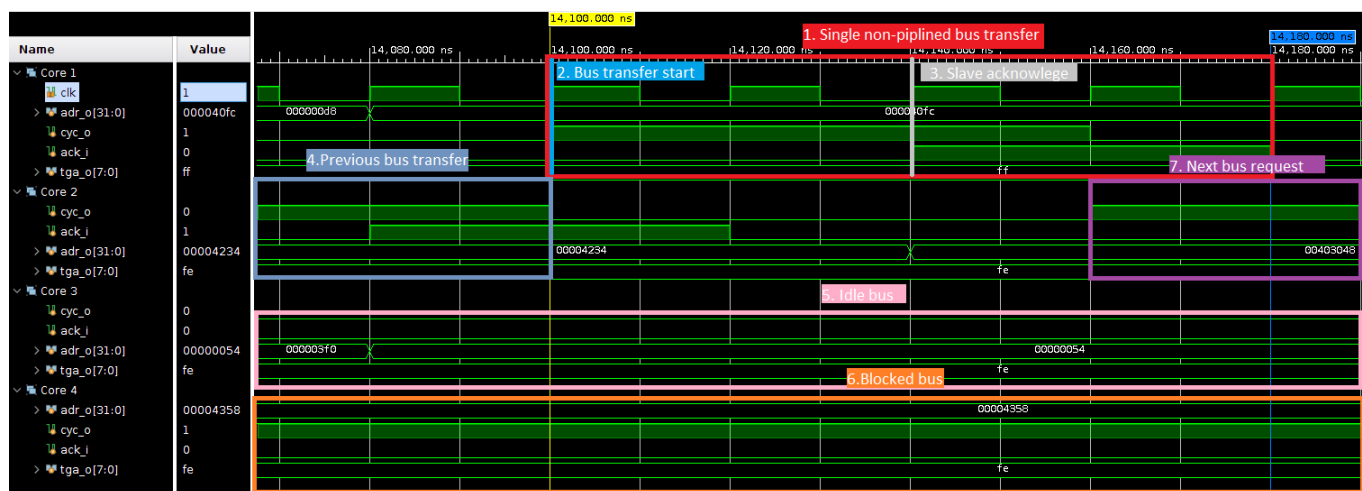 14,100.000 ns
1. Single non-piplined bus transfer
14,180.000 ns
Name Value 14,080.000 ns 14,100.000 ns 14,120.000 ns 14,140.000 ns 14,160.000 ns 14,180.000 ns
Core 1 2. Bus transfer start 3. Slave acknowlege
clk 1
adr_o[31:0] 000040fc 000000d8 000040fc
cyc_o 1
ack_i 0
4.Previous bus transfer 7. Next bus request
tga_o[7:0] ff ff
Core 2
cyc_o 0
ack_i 1
adr_o[31:0] 00004234 00004234 00403048
tga_o[7:0] fe fe
Core 3 5. Idle bus
cyc_o 0
ack_i 0
adr_o[31:0] 00000054 000003f0 00000054
tga_o[7:0] fe fe
6.Blocked bus
Core 4
adr_o[31:0] 00004358 00004358
cyc_o 1
ack_i 0
tga_o[7:0] fe fe